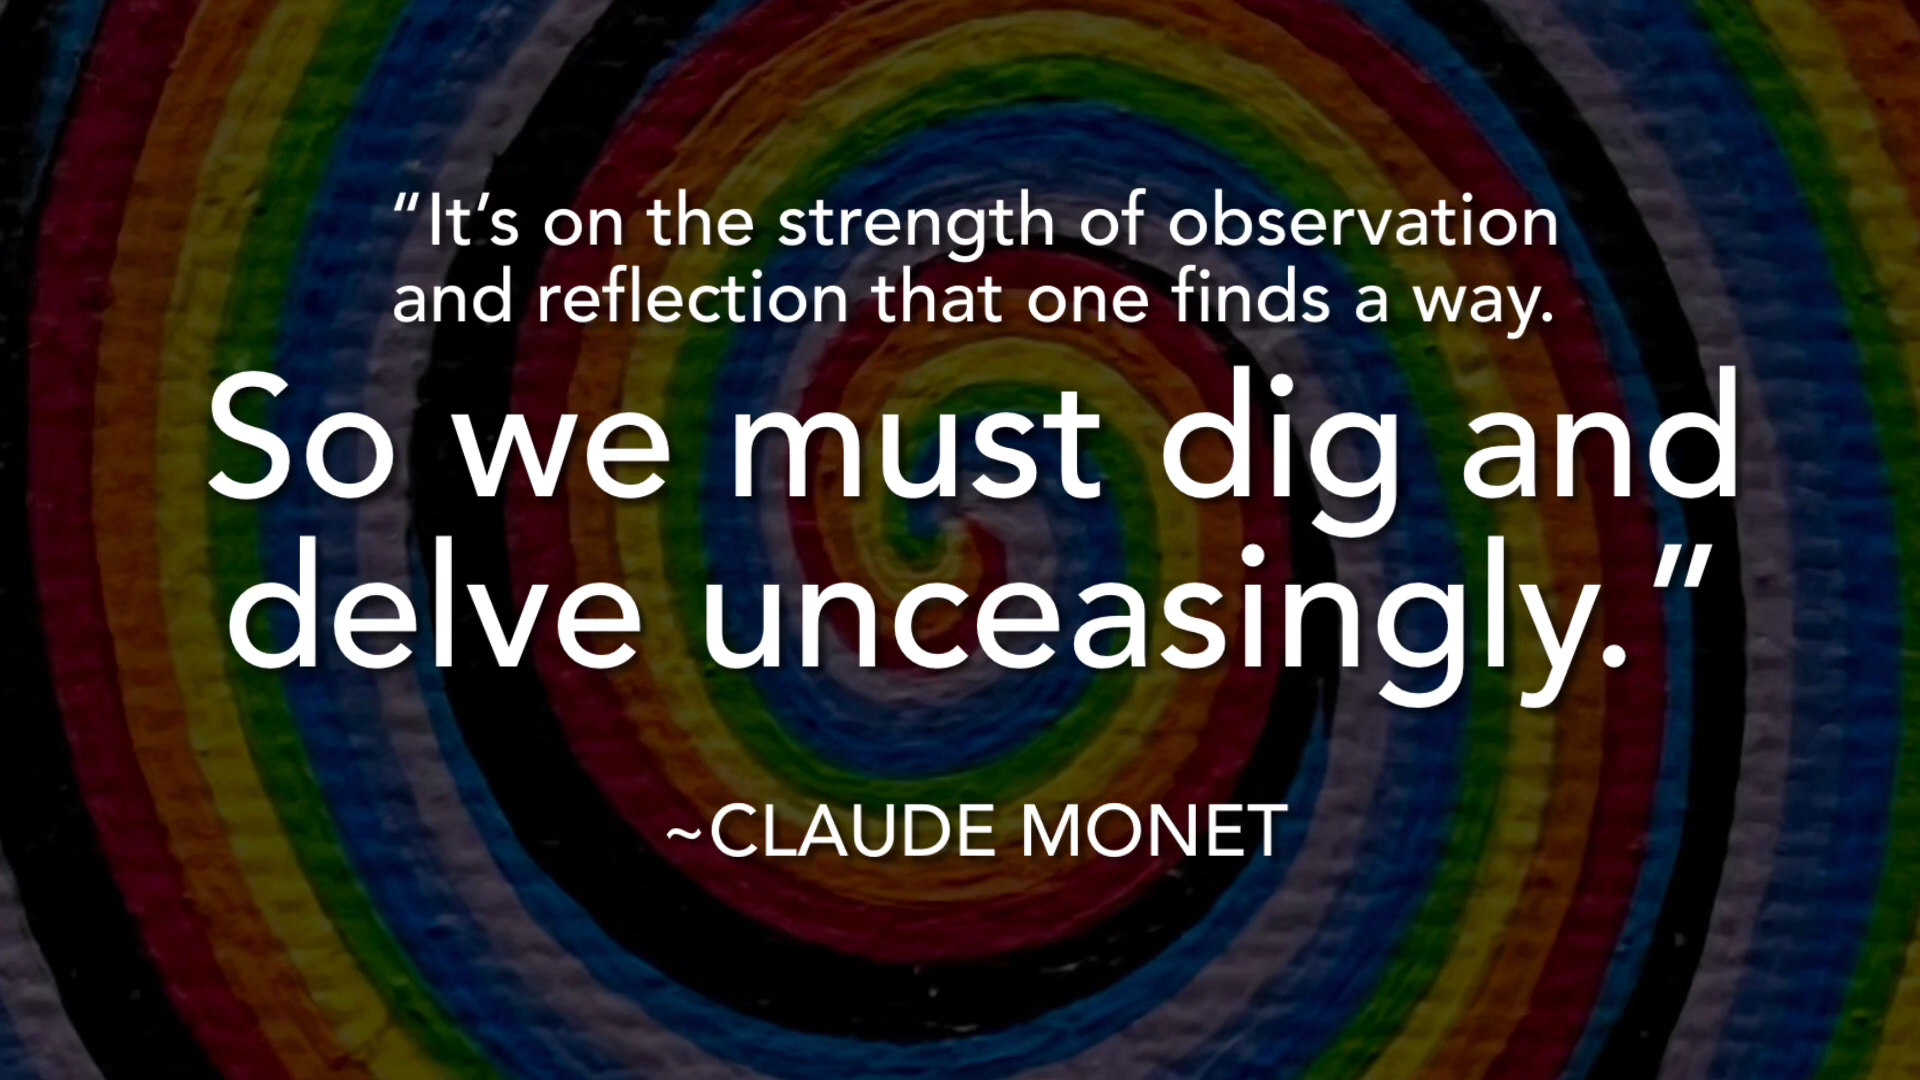 “It’s on the strength of observation
and reflection that one finds a way.
So we must dig and
delve unceasingly.”
~CLAUDE MONET